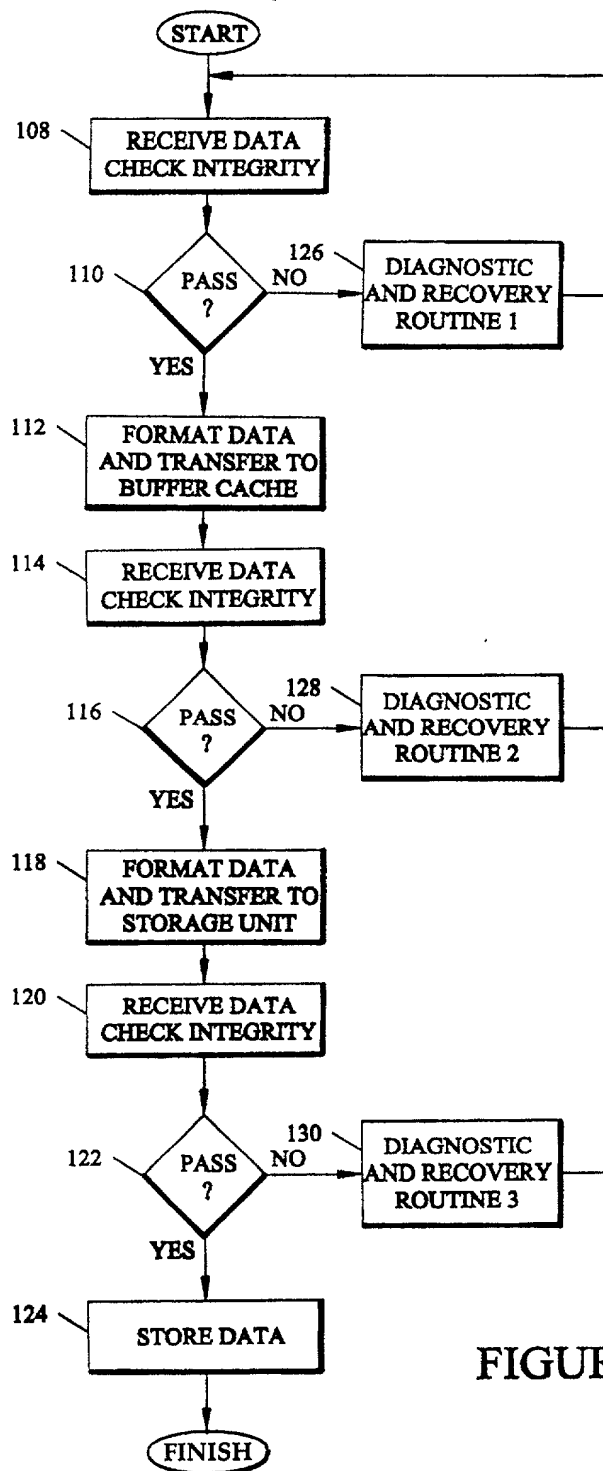 START
108
RECEIVE DATA
CHECK INTEGRITY
110
PASS
?
NO
YES
126
DIAGNOSTIC
AND RECOVERY
ROUTINE 1
112
FORMAT DATA
AND TRANSFER TO
BUFFER CACHE
114
RECEIVE DATA
CHECK INTEGRITY
116
PASS
?
NO
YES
128
DIAGNOSTIC
AND RECOVERY
ROUTINE 2
118
FORMAT DATA
AND TRANSFER TO
STORAGE UNIT
120
RECEIVE DATA
CHECK INTEGRITY
122
PASS
?
NO
YES
130
DIAGNOSTIC
AND RECOVERY
ROUTINE 3
124
STORE DATA
FIGUR
FINISH